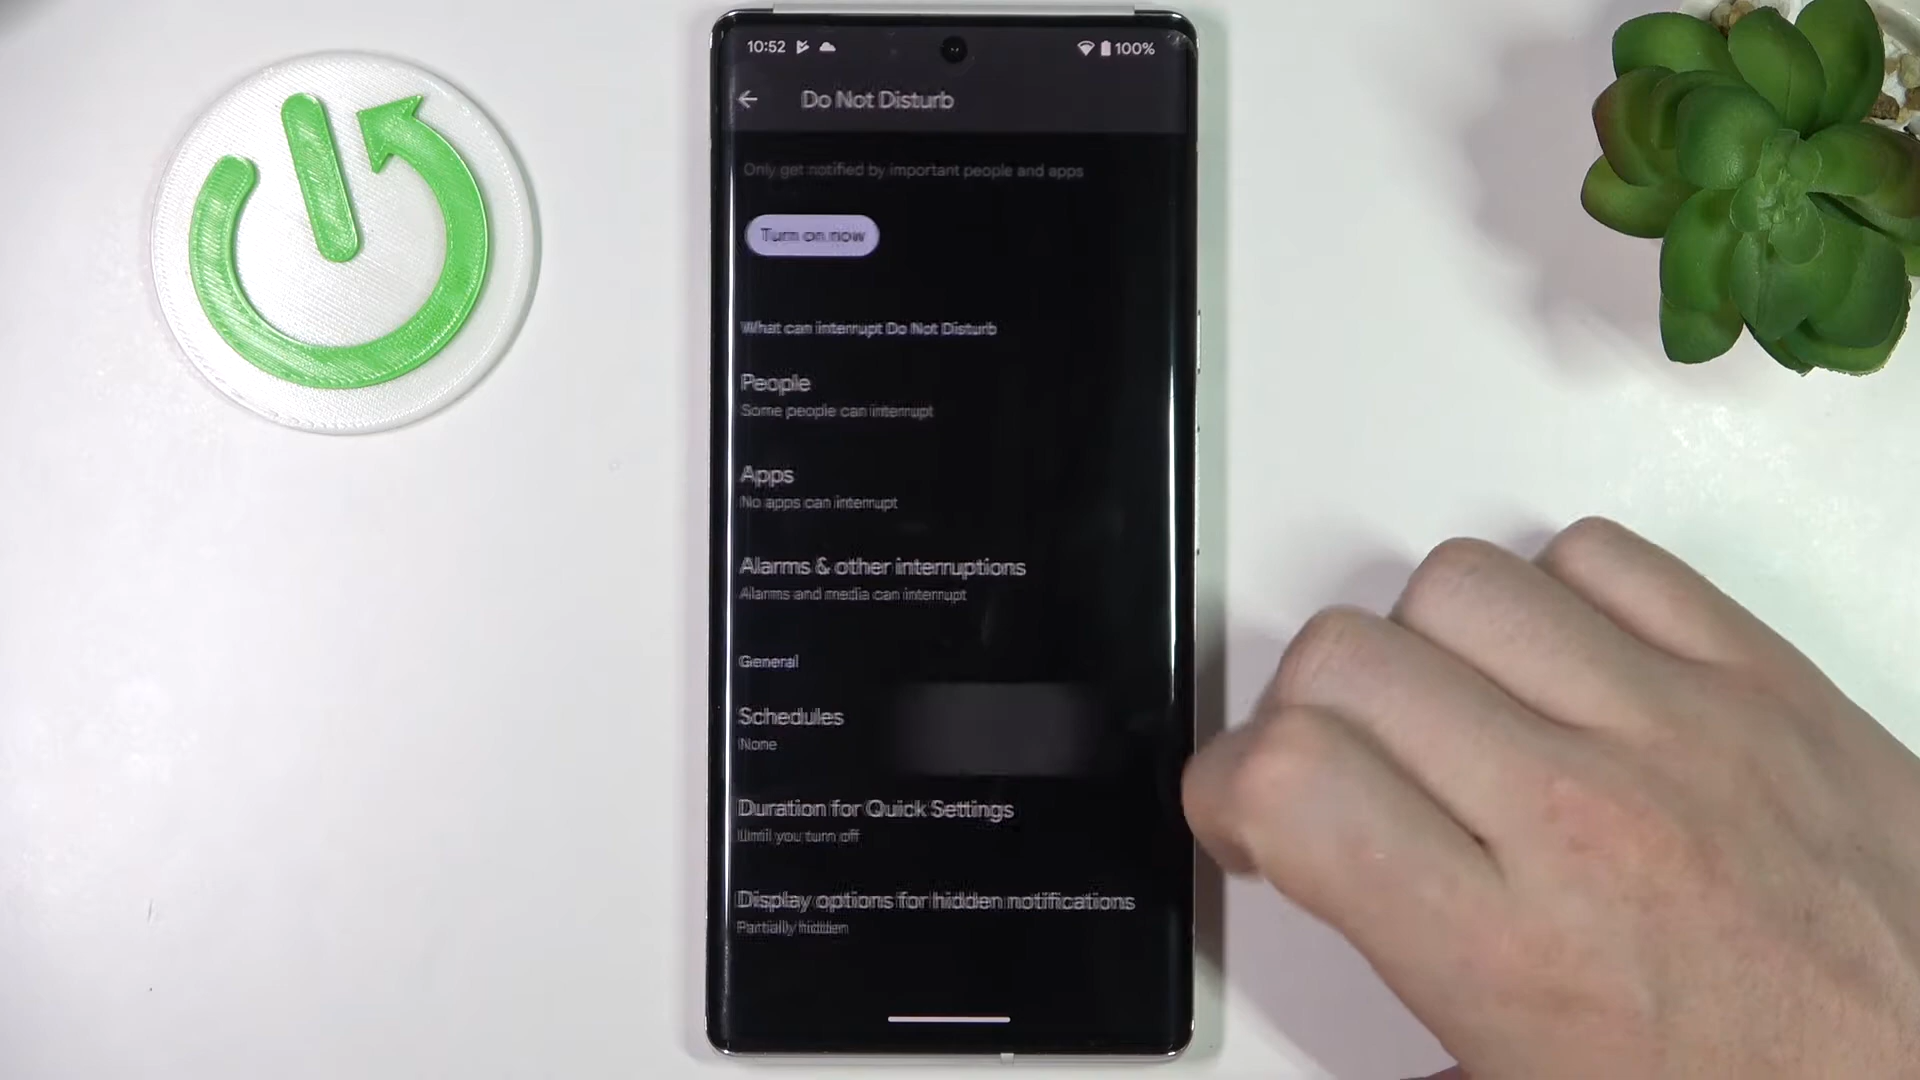 10:52
100%
Do Not Disturb
Only get notified by important people and apps
Turn on now
What can interrupt Do Not Disturb
People
Some people can interrupt
Apps
No apps can interrupt
Alarms & other interruptions
Alarms and media can interrupt
General
Schedules
None
Duration for Quick Settings
Until you turn off
Display options for hidden notifications
Partially hidden